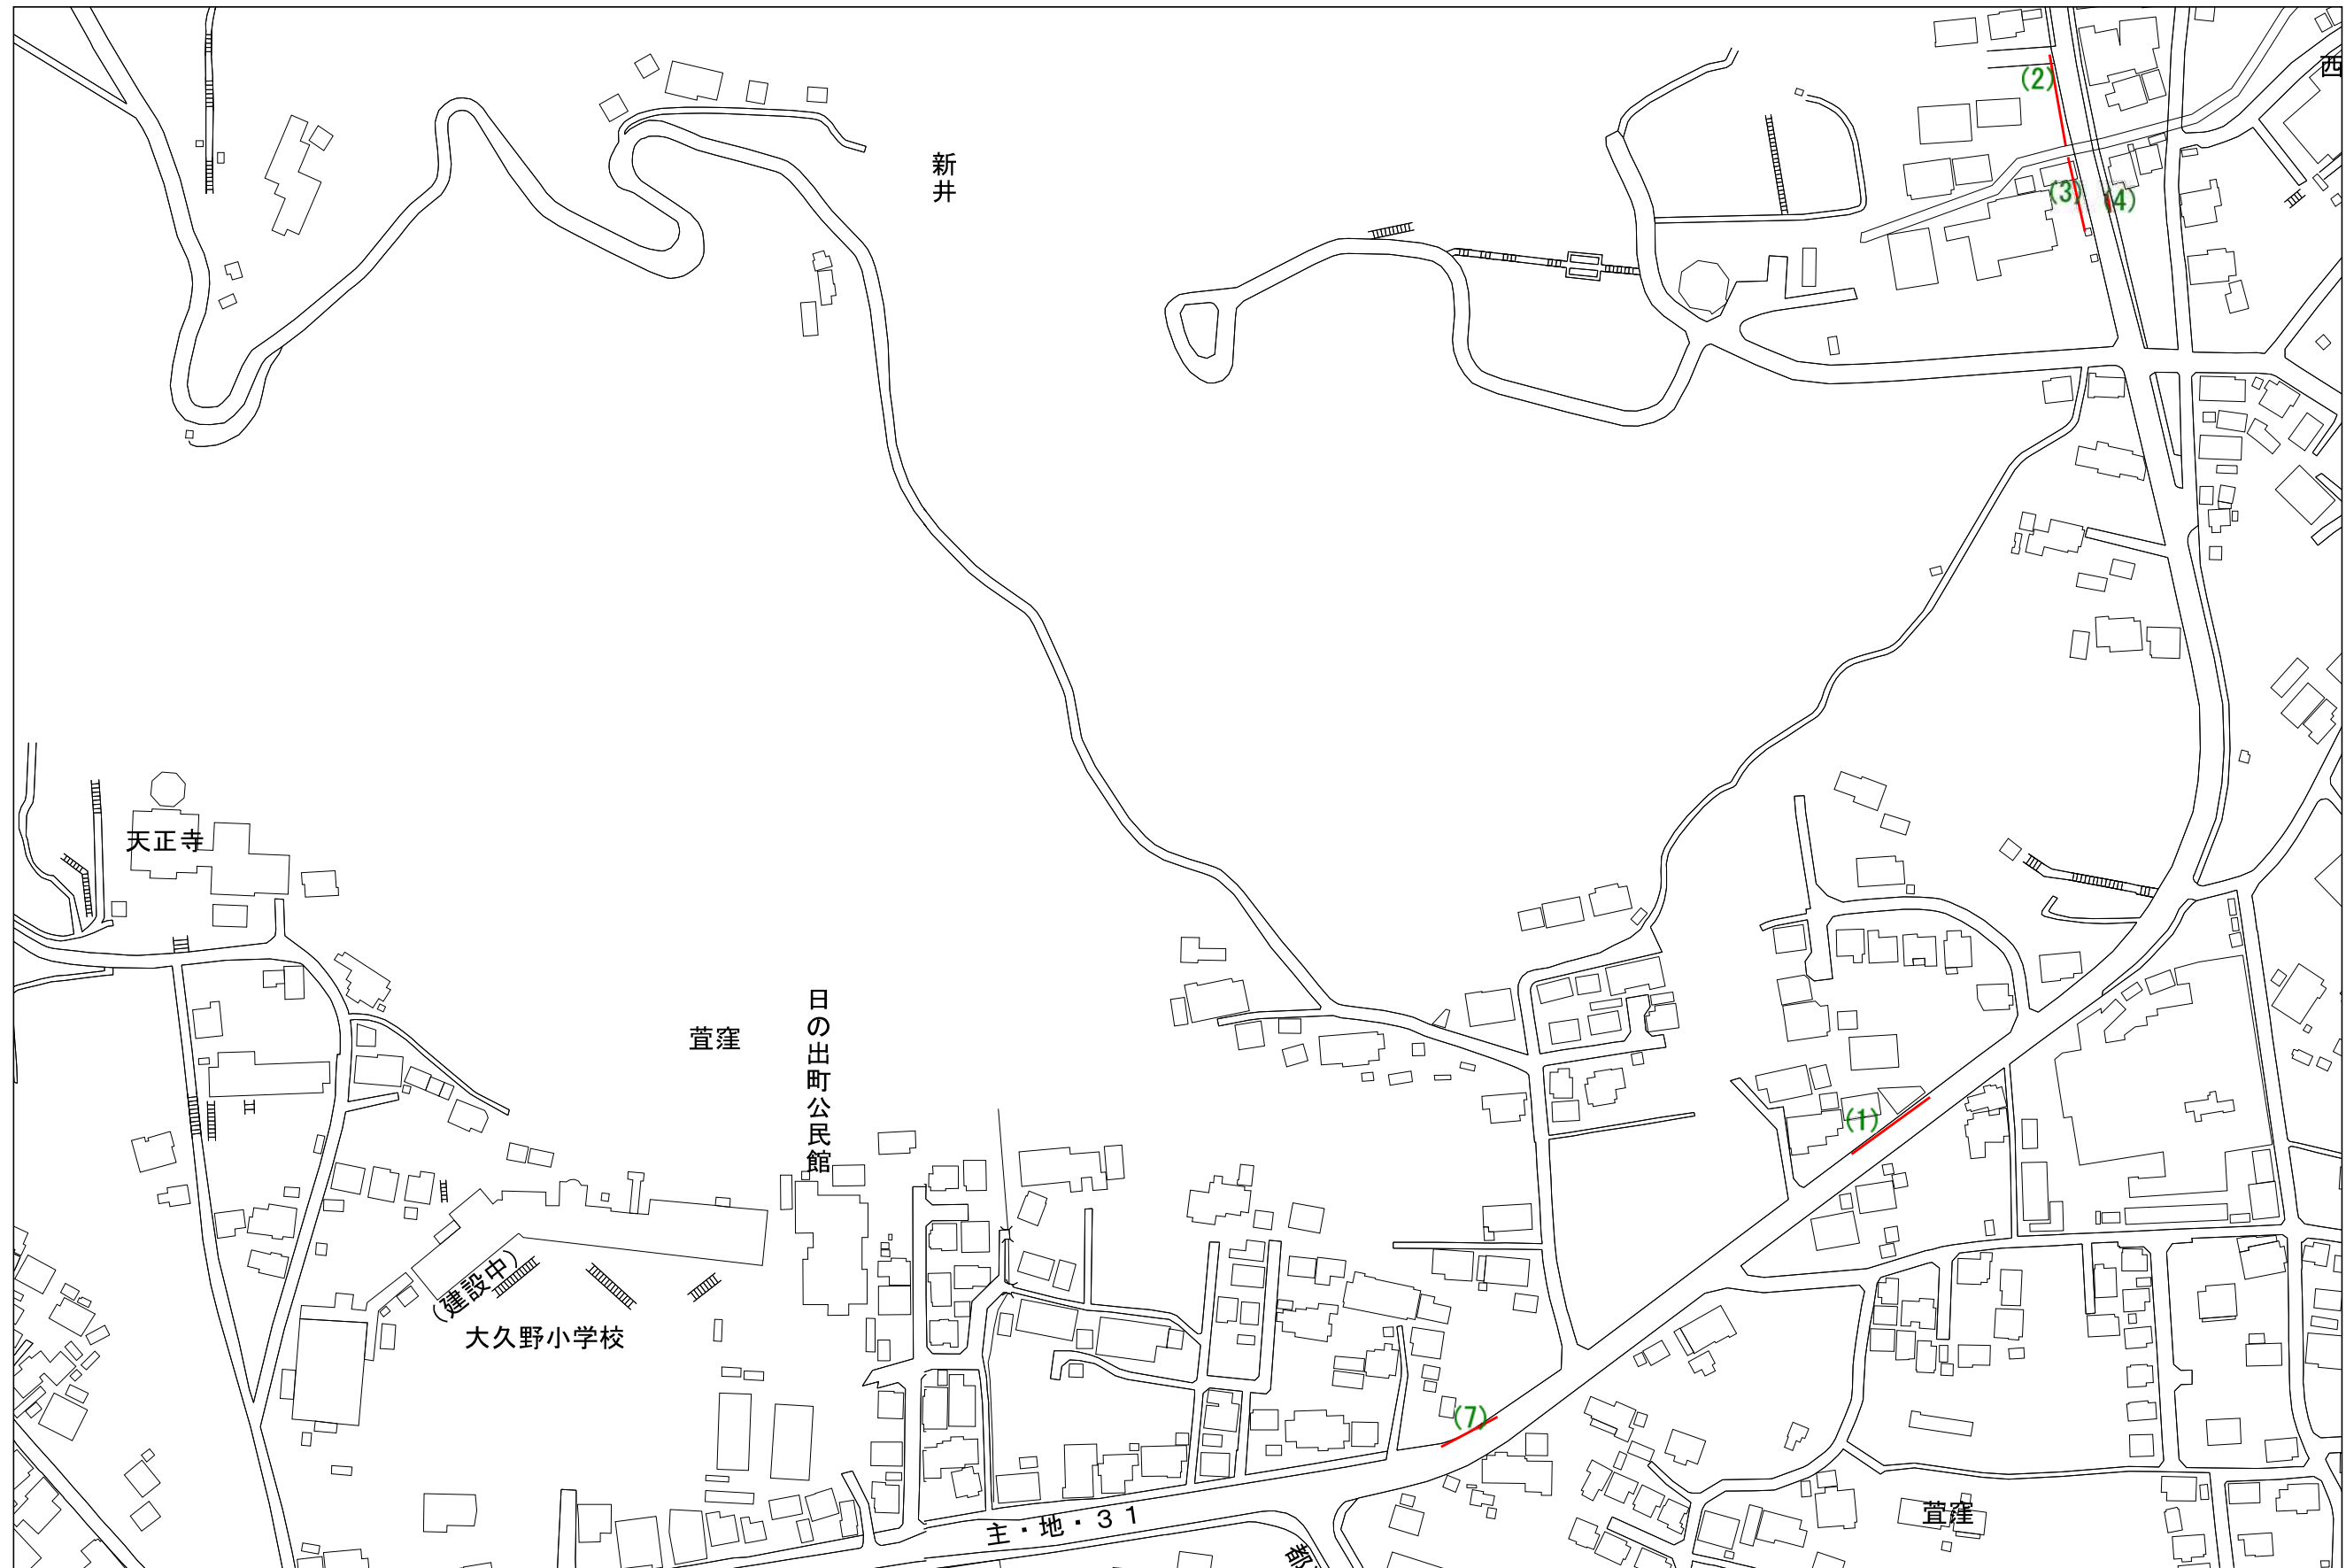 西
(2)
新井
(3)
(4)
天正寺
日の出町公民館
萱窪
(1)
(建設中)
大久野小学校
(7)
主・地・31
都
萱窪